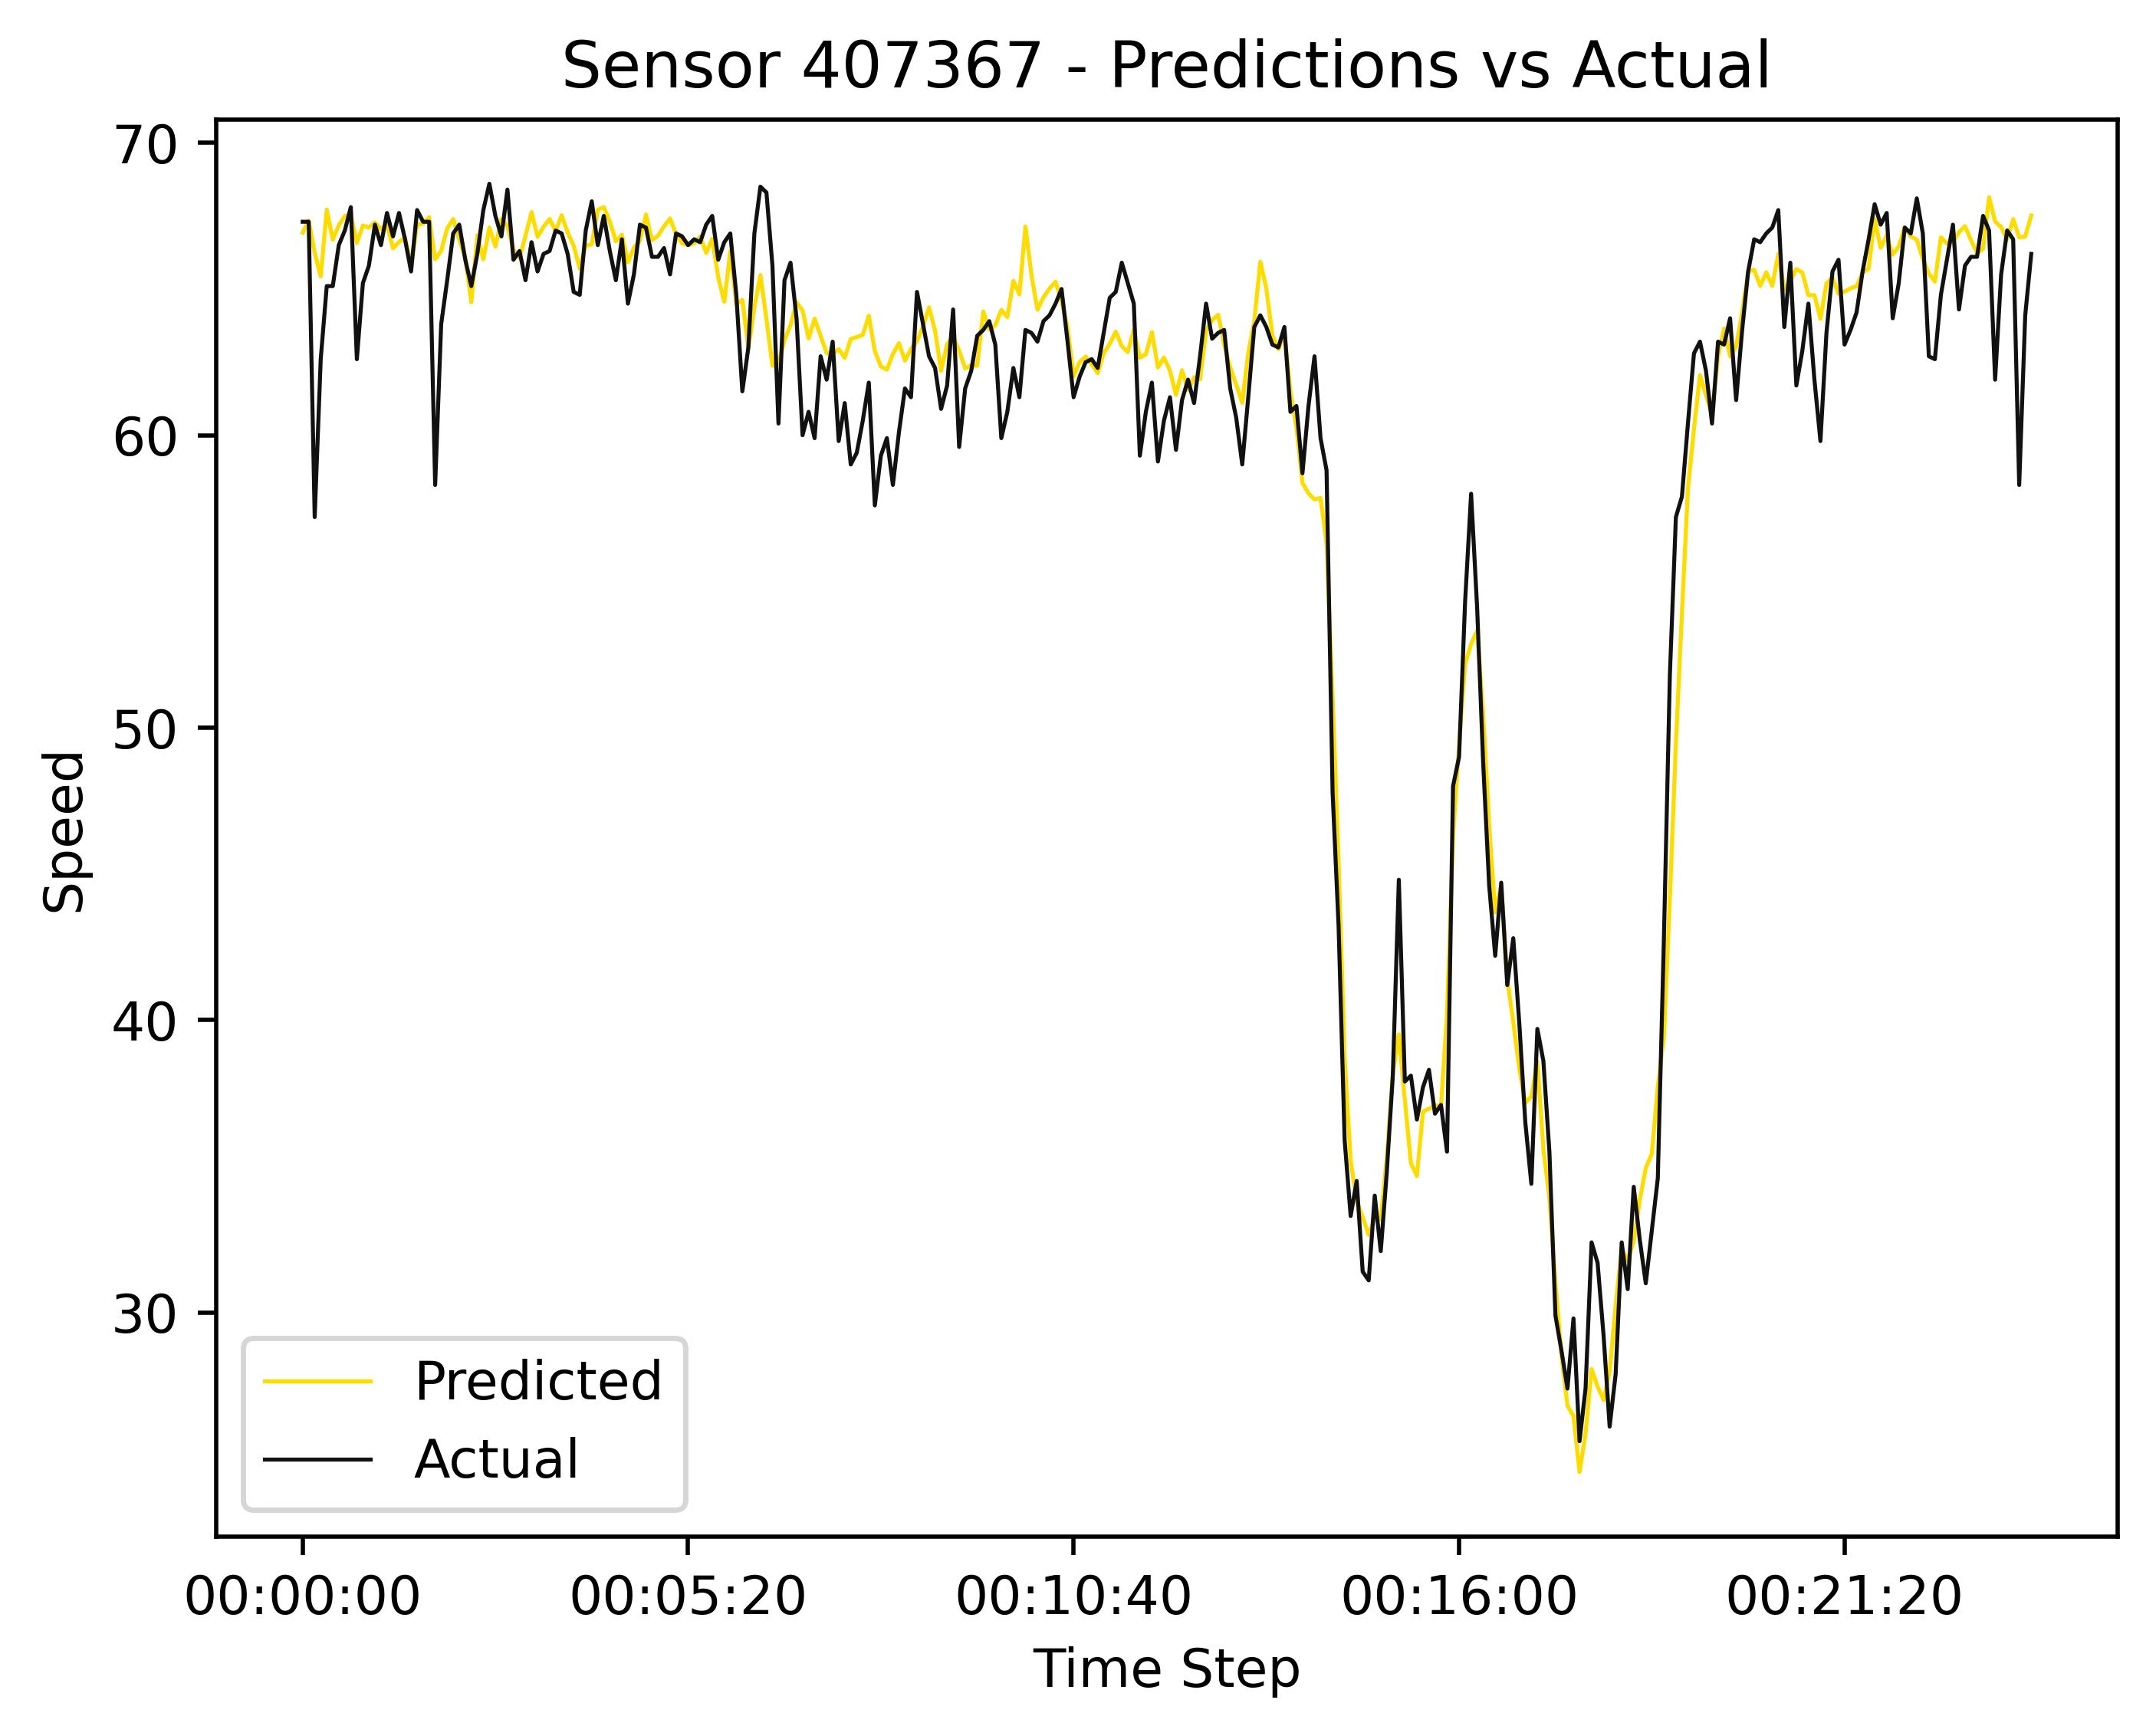 Sensor 407367 - Predictions vs Actual
70
60
50
40
30
Speed
Predicted
Actual
00:00:00 00:05:20 00:10:40 00:16:00 00:21:20
Time Step